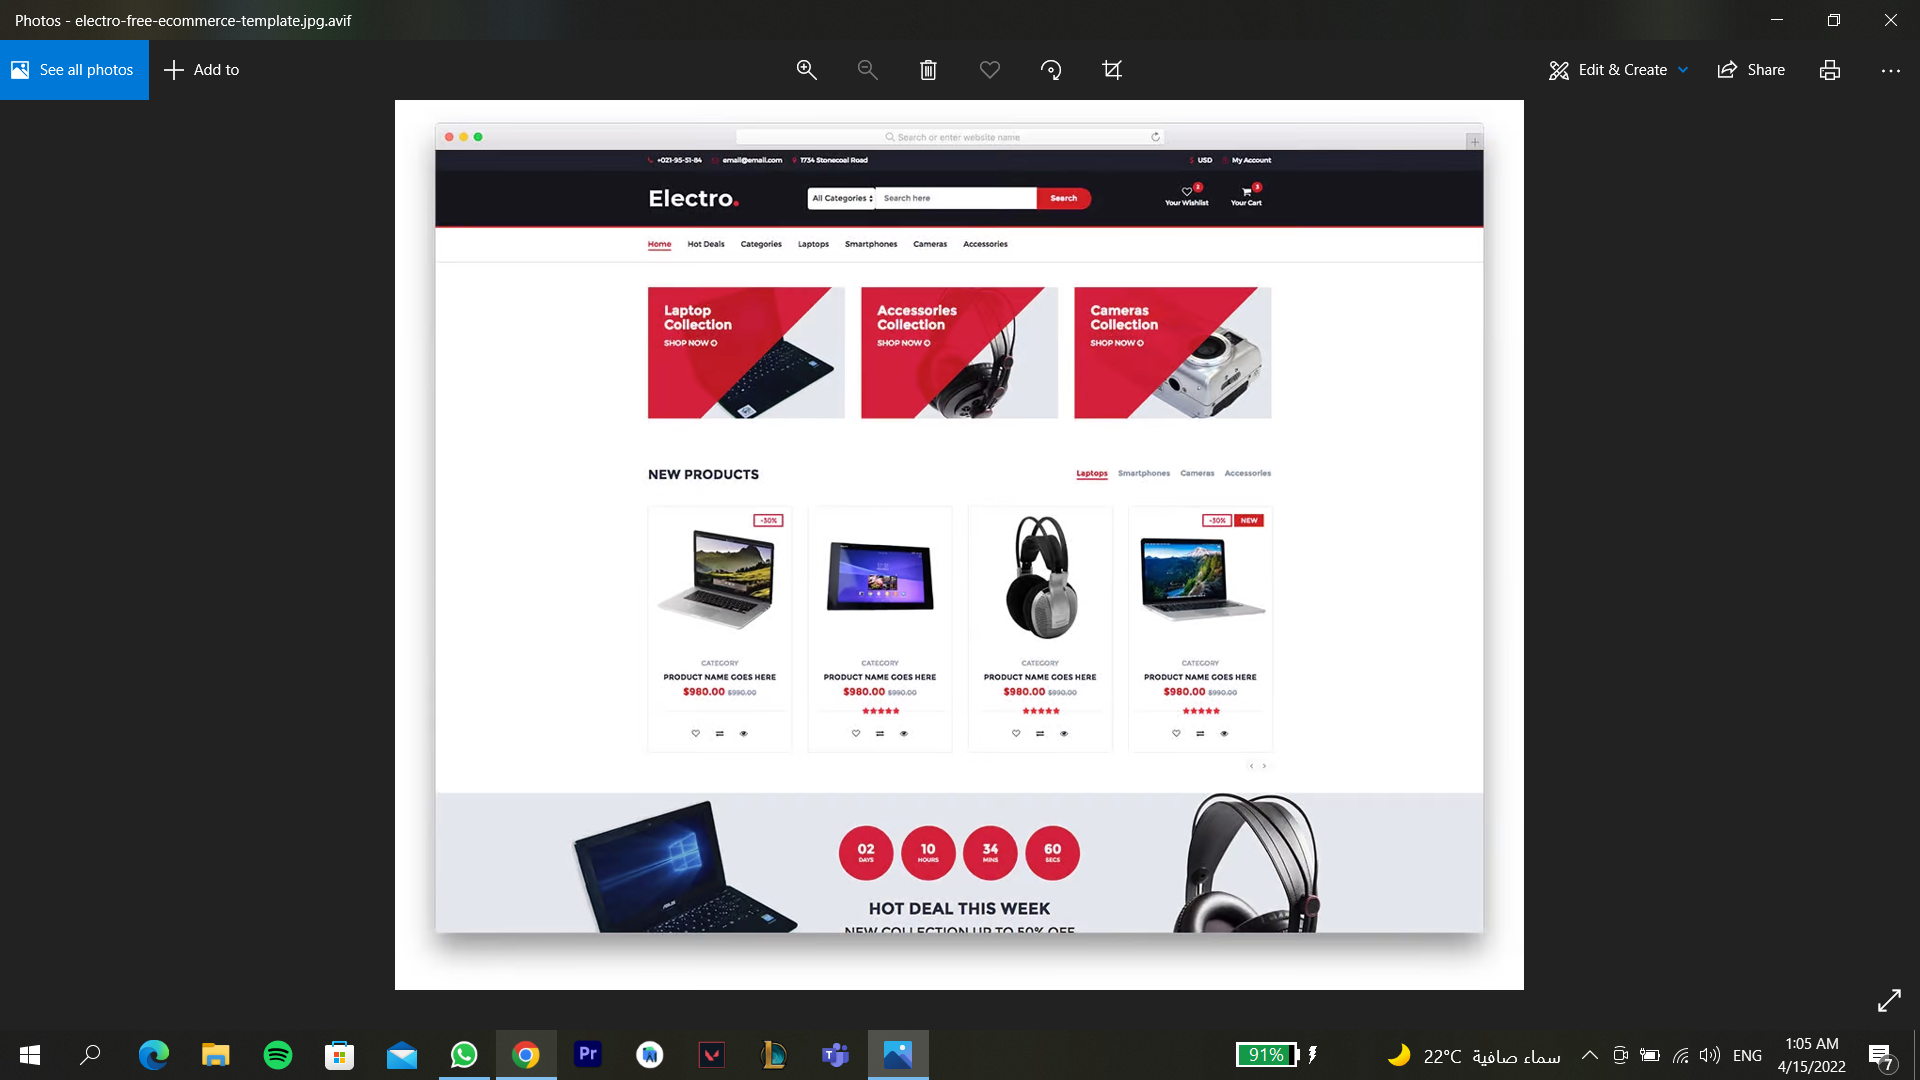 Photos - electro-free-ecommerce-template.jpg.avif
See all photos
Add to
Edit & Create
Share
Search or enter website name
+021-95-51-84 email@email.com 1734 Stonecoal Road
$ USD My Account
Electro.
All Categories
Search here
Search
2
Your Wishlist
3
Your Cart
Home Hot Deals Categories Laptops Smartphones Cameras Accessories
Laptop
Collection
SHOP NOW
Accessories
Collection
SHOP NOW
Cameras
Collection
SHOP NOW
NEW PRODUCTS
Laptops Smartphones Cameras Accessories
-30%
CATEGORY
PRODUCT NAME GOES HERE
$980.00 $990.00
CATEGORY
PRODUCT NAME GOES HERE
$980.00 $990.00
CATEGORY
PRODUCT NAME GOES HERE
$980.00 $990.00
-30% NEW
CATEGORY
PRODUCT NAME GOES HERE
$980.00 $990.00
ASUS
02
DAYS
10
HOURS
34
MINS
60
SECS
HOT DEAL THIS WEEK
NEW COLLECTION UP TO 50% OFF
Pr
91%
22°C سماء صافية
ENG
1:05 AM
4/15/2022
7